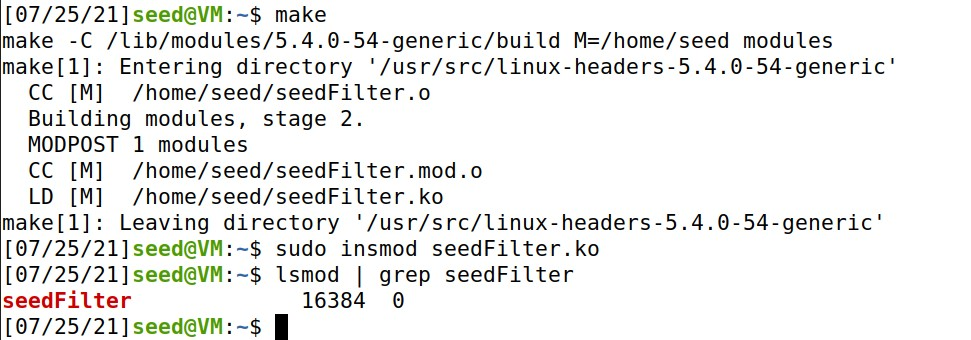 [07/25/21]seed@VM:~$ make
make -C /lib/modules/5.4.0-54-generic/build M=/home/seed modules
make[1]: Entering directory '/usr/src/linux-headers-5.4.0-54-generic'
  CC [M]  /home/seed/seedFilter.o
  Building modules, stage 2.
  MODPOST 1 modules
  CC [M]  /home/seed/seedFilter.mod.o
  LD [M]  /home/seed/seedFilter.ko
make[1]: Leaving directory '/usr/src/linux-headers-5.4.0-54-generic'
[07/25/21]seed@VM:~$ sudo insmod seedFilter.ko
[07/25/21]seed@VM:~$ lsmod | grep seedFilter
seedFilter             16384  0
[07/25/21]seed@VM:~$